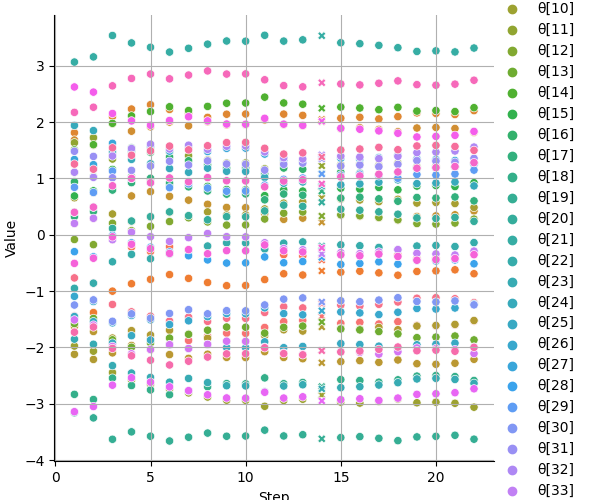 θ[10]
θ[11]
θ[12]
θ[13]
θ[14]
θ[15]
θ[16]
θ[17]
θ[18]
θ[19]
θ[20]
θ[21]
θ[22]
θ[23]
θ[24]
θ[25]
θ[26]
θ[27]
θ[28]
θ[29]
θ[30]
θ[31]
θ[32]
θ[33]
3
2
1
0
−1
−2
−3
−4
Value
0
5
10
15
20
Step